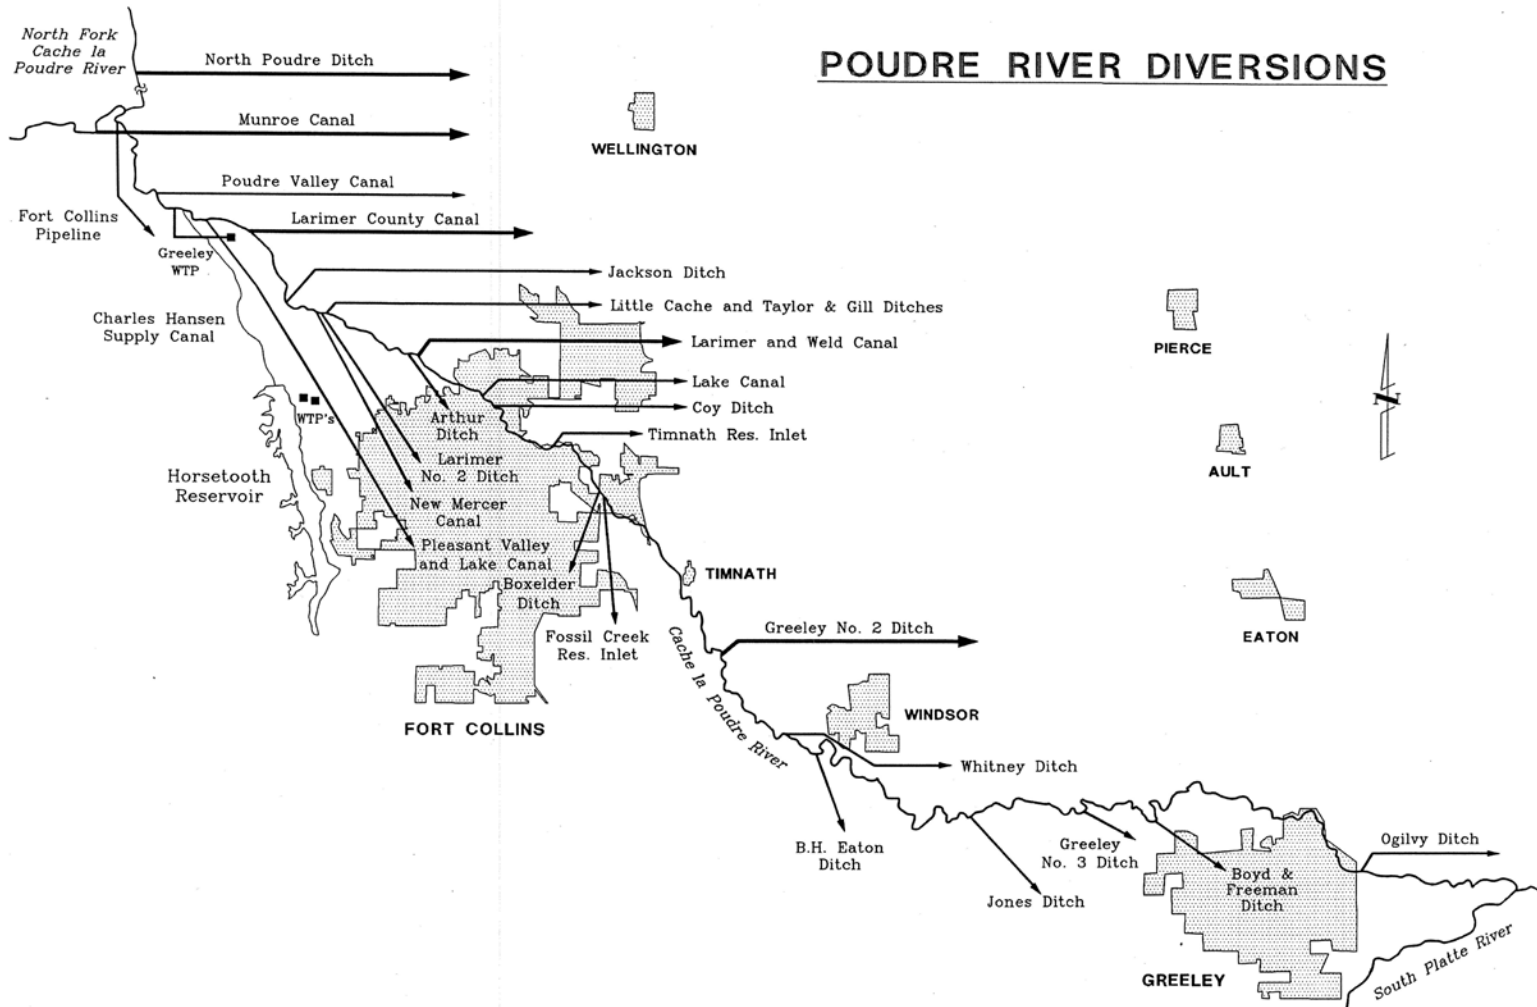 POUDRE RIVER DIVERSIONS
North Fork
Cache la
Poudre River
North Poudre Ditch
Munroe Canal
WELLINGTON
Poudre Valley Canal
Fort Collins
Pipeline
Larimer County Canal
Greeley
WTP
Jackson Ditch
Charles Hansen
Supply Canal
Little Cache and Taylor & Gill Ditches
Larimer and Weld Canal
PIERCE
Lake Canal
Coy Ditch
N
WTP's
Arthur
Ditch
Timnath Res. Inlet
Larimer
No. 2 Ditch
AULT
Horsetooth
Reservoir
New Mercer
Canal
Pleasant Valley
and Lake Canal
Boxelder
Ditch
TIMNATH
Fossil Creek
Res. Inlet
Greeley No. 2 Ditch
EATON
Cache la Poudre River
FORT COLLINS
WINDSOR
Whitney Ditch
B.H. Eaton
Ditch
Greeley
No. 3 Ditch
Ogilvy Ditch
Jones Ditch
Boyd &
Freeman
Ditch
GREELEY
South Platte River